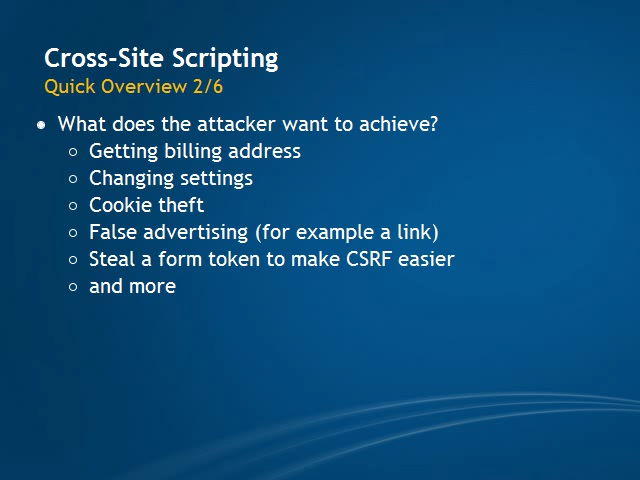 Cross-Site Scripting
Quick Overview 2/6
What does the attacker want to achieve?
Getting billing address
Changing settings
Cookie theft
False advertising (for example a link)
Steal a form token to make CSRF easier
and more